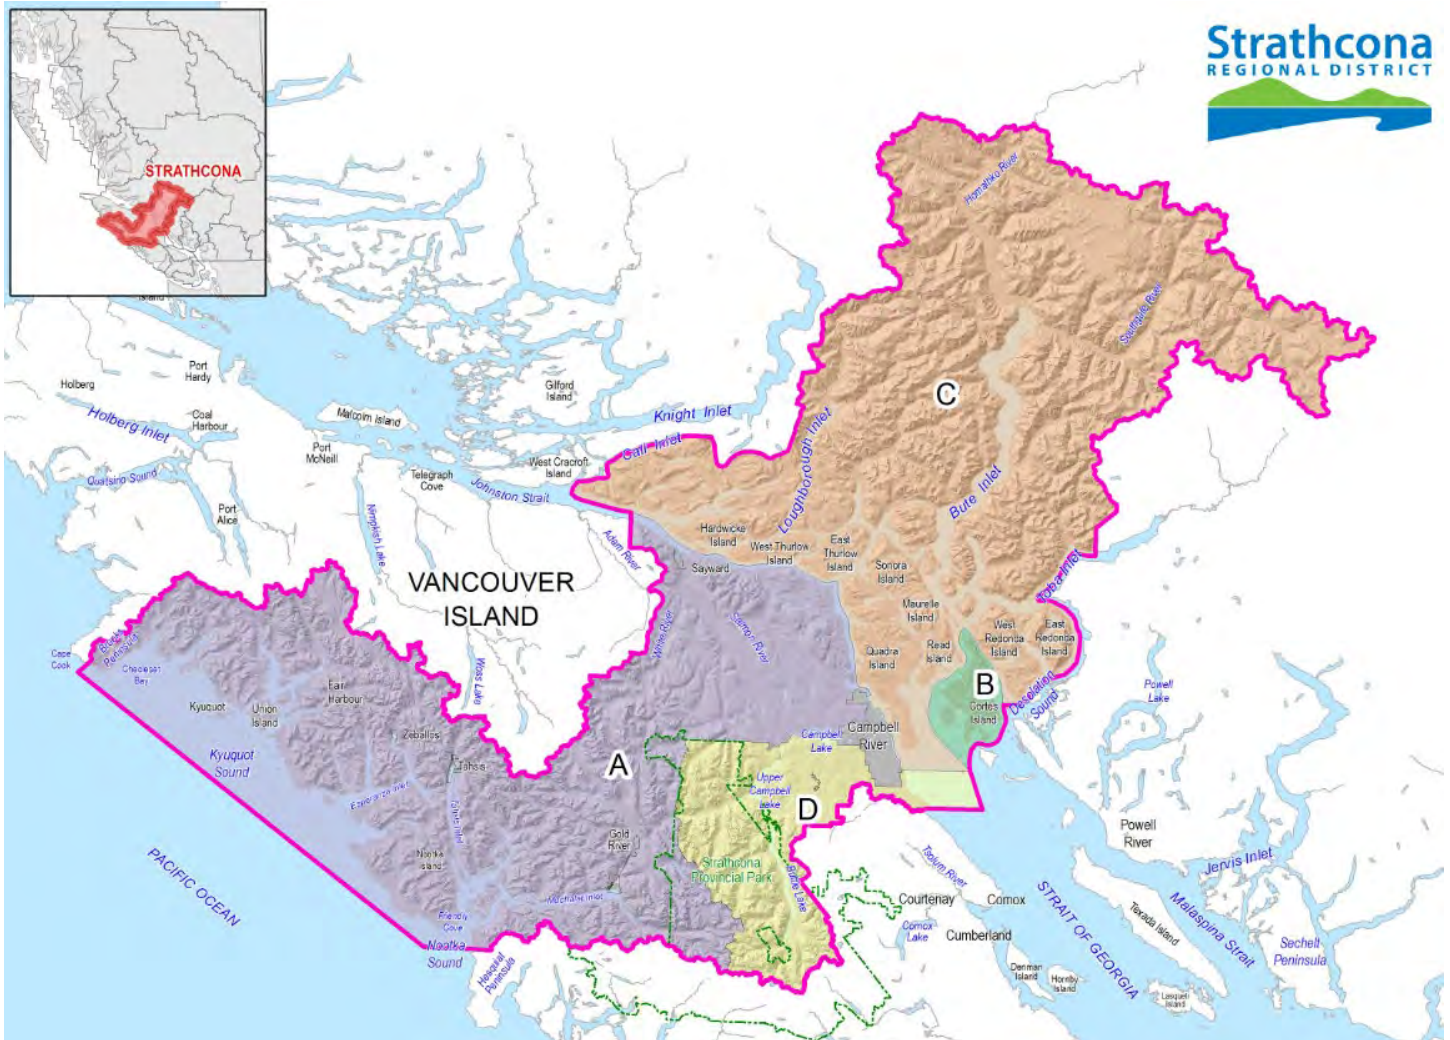 Strathcona
REGIONAL DISTRICT
STRATHCONA
Island
Homathko River
Southgate River
Port
Hardy
Holberg
Holberg Inlet
Coal
Harbour
Malcolm Island
Gilford
Island
Knight Inlet
C
Loughborough Inlet
Port
McNeill
Call Inlet
West Cracroft
Island
Telegraph
Cove
Johnston Strait
Quatsino Sound
Port
Alice
Nimpkish Lake
Bute Inlet
Hardwicke
Island
West Thurlow
Island
East
Thurlow
Island
Adam River
Sayward
Sonora
Island
VANCOUVER
ISLAND
Toba Inlet
Maurelle
Island
White River
Salmon River
West
Redonda
Island
East
Redonda
Island
Read
Island
Quadra
Island
Brooks
Peninsula
Cape
Cook
Checleset
Bay
Woss Lake
B
Cortes
Island
Desolation
Sound
Powell
Lake
Fair
Harbour
Kyuquot
Union
Island
Zeballos
Campbell
River
Campbell
Lake
Kyuquot
Sound
Tahsis
A
Upper
Campbell
Lake
D
Esperanza Inlet
Tahsis Inlet
Gold
River
Powell
River
Nootka
Island
Strathcona
Provincial Park
Buttle Lake
Tsolum River
Jervis Inlet
PACIFIC OCEAN
Muchalat Inlet
Courtenay
Comox
STRAIT OF GEORGIA
Malaspina Strait
Texada Island
Friendly
Cove
Comox
Lake
Cumberland
Nootka
Sound
Hesquiat
Peninsula
Sechelt
Peninsula
Denman
Island
Hornby
Island
Lasqueti
Island